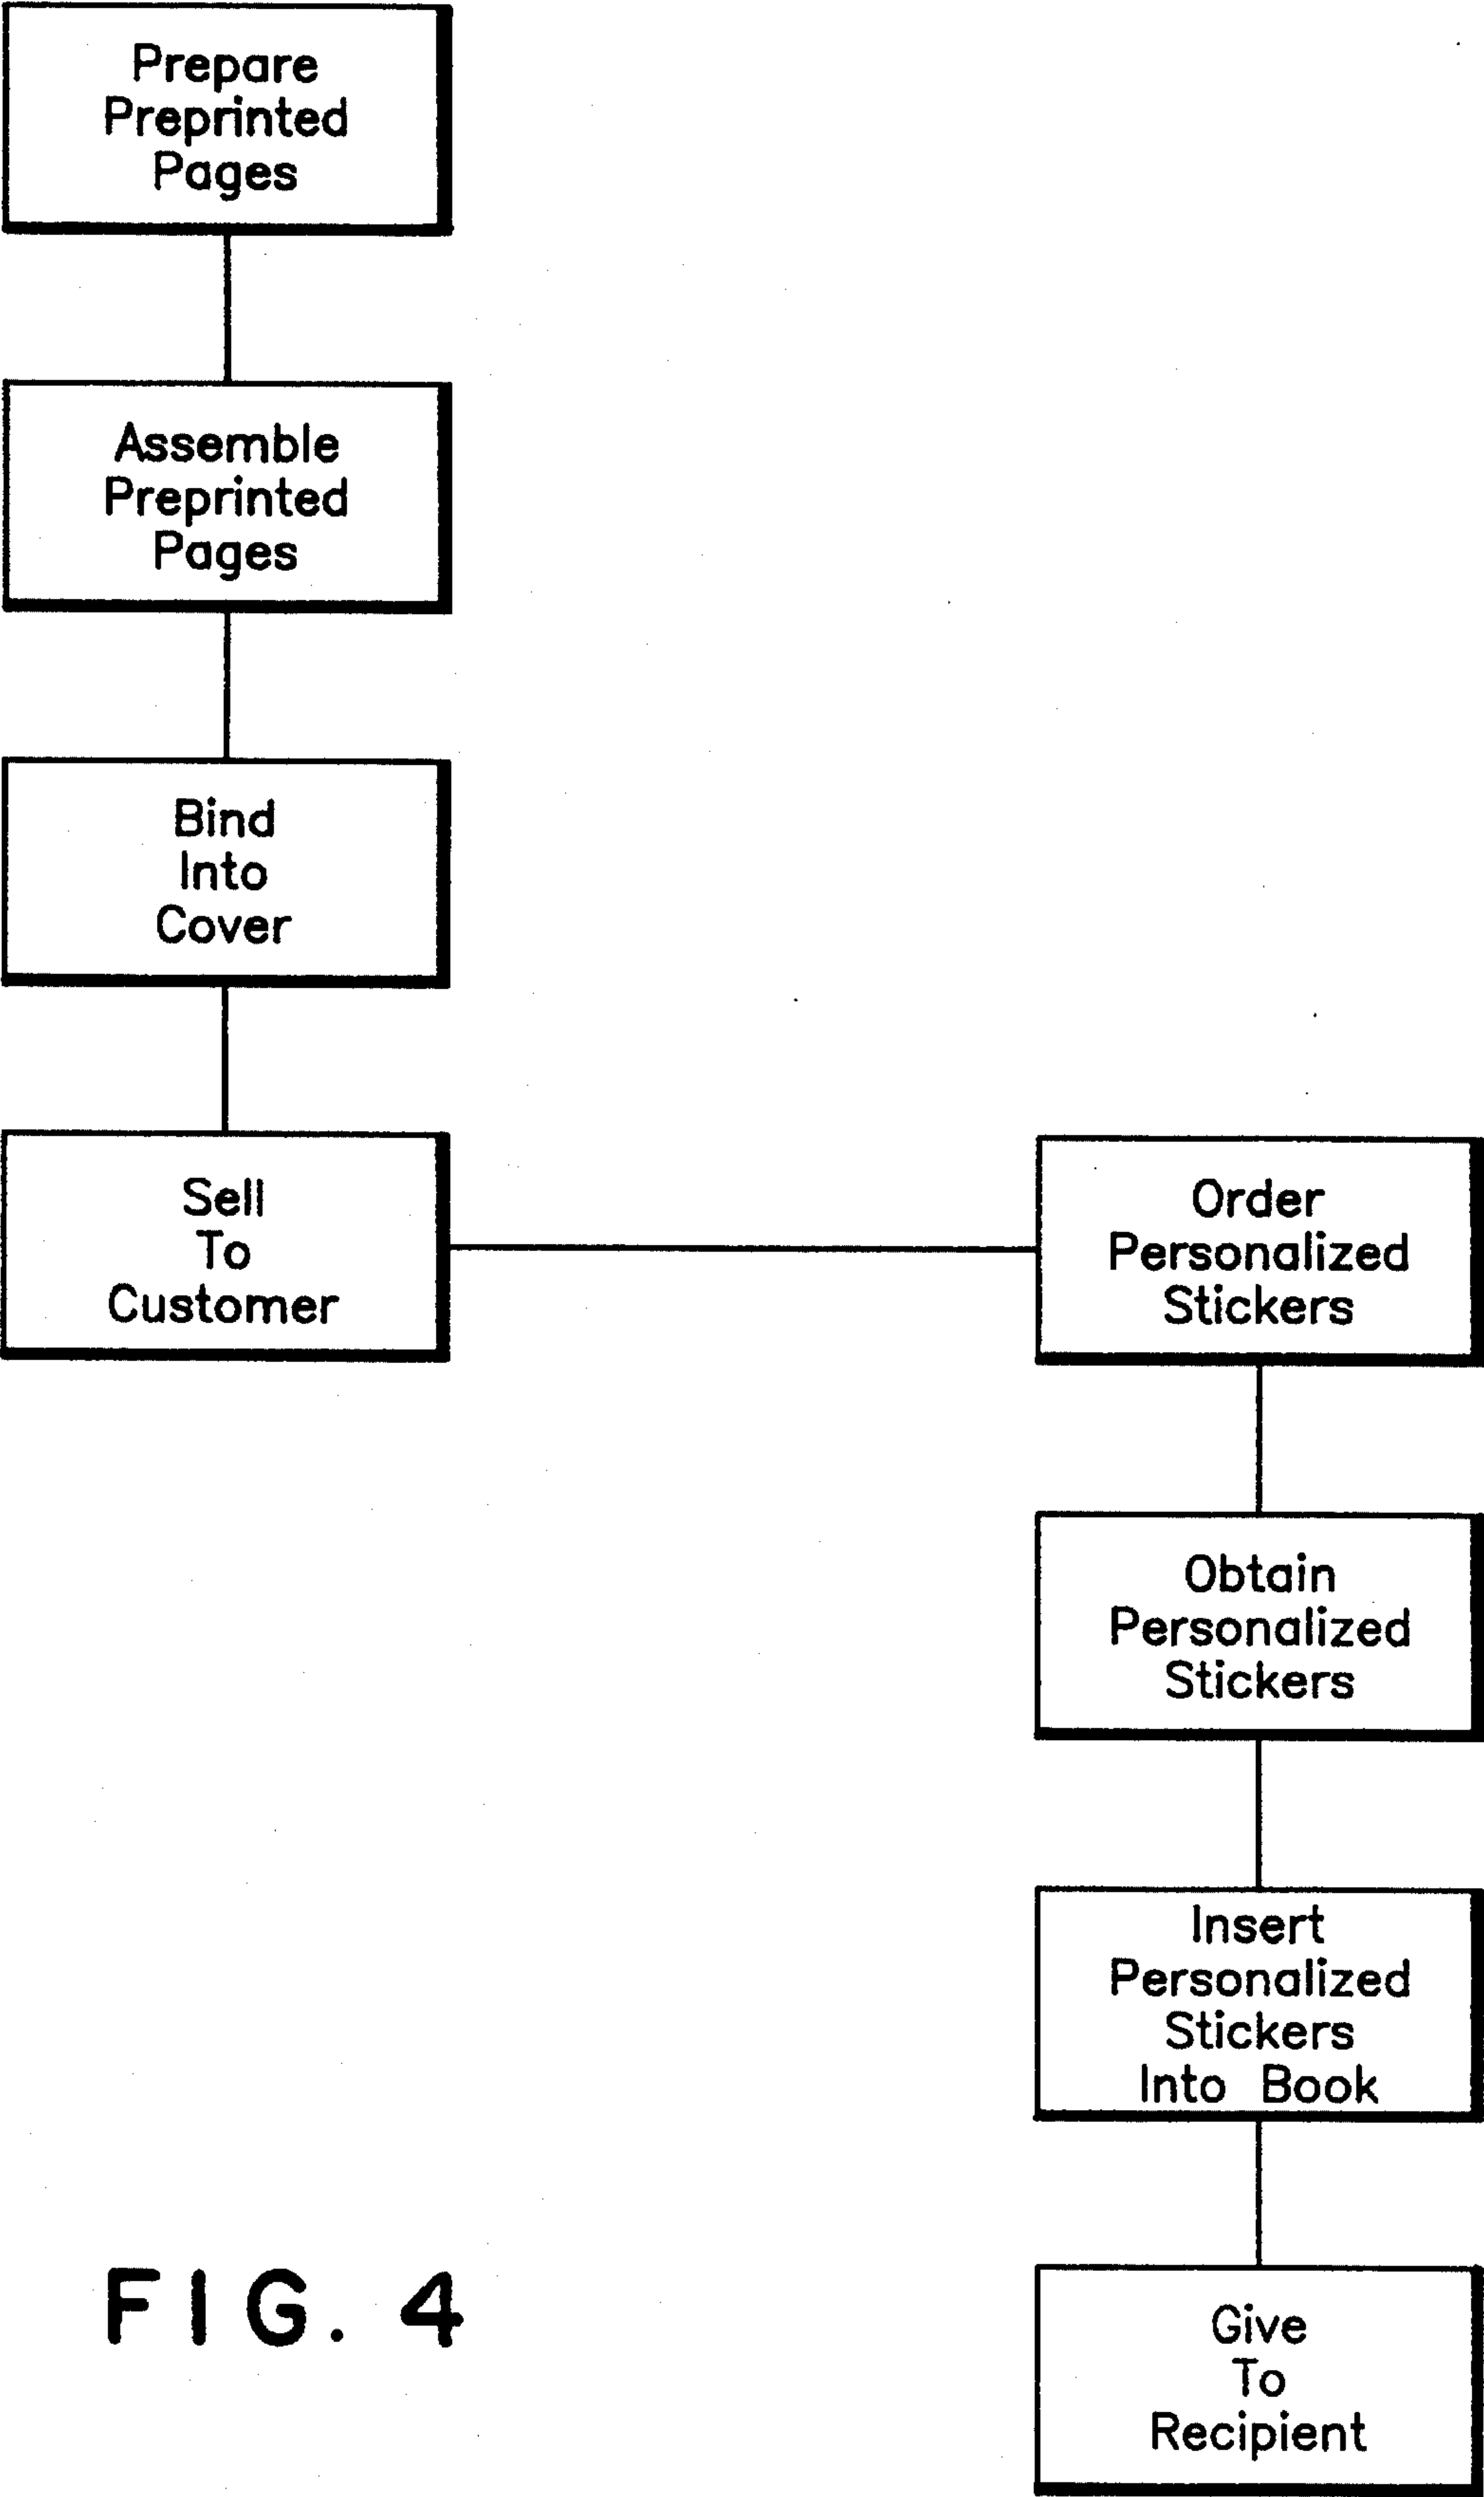 Prepare
Preprinted
Pages
Assemble
Preprinted
Pages
Bind
Into
Cover
Sell
To
Customer
Order
Personalized
Stickers
Obtain
Personalized
Stickers
Insert
Personalized
Stickers
Into Book
Give
To
Recipient
FIG. 4